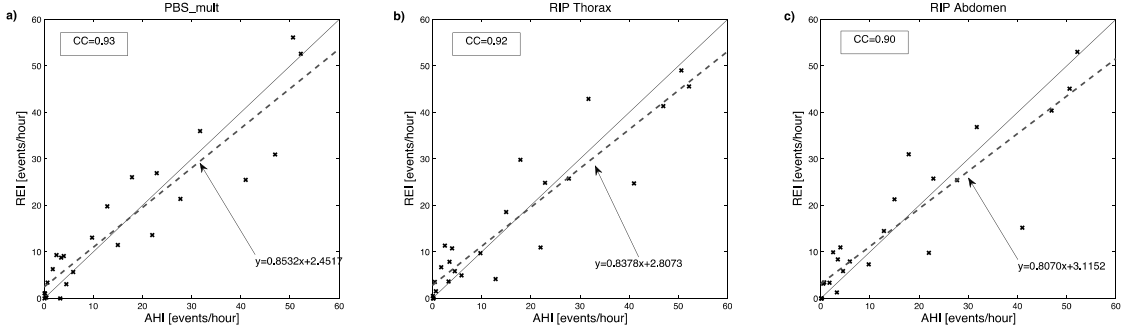 a)
PBS_mult
CC=0.93
60
50
40
30
20
10
0
REI [events/hour]
y=0.8532x+2.4517
0 10 20 30 40 50 60
AHI [events/hour]
b)
RIP Thorax
CC=0.92
60
50
40
30
20
10
0
REI [events/hour]
y=0.8378x+2.8073
0 10 20 30 40 50 60
AHI [events/hour]
c)
RIP Abdomen
CC=0.90
60
50
40
30
20
10
0
REI [events/hour]
y=0.8070x+3.1152
0 10 20 30 40 50 60
AHI [events/hour]